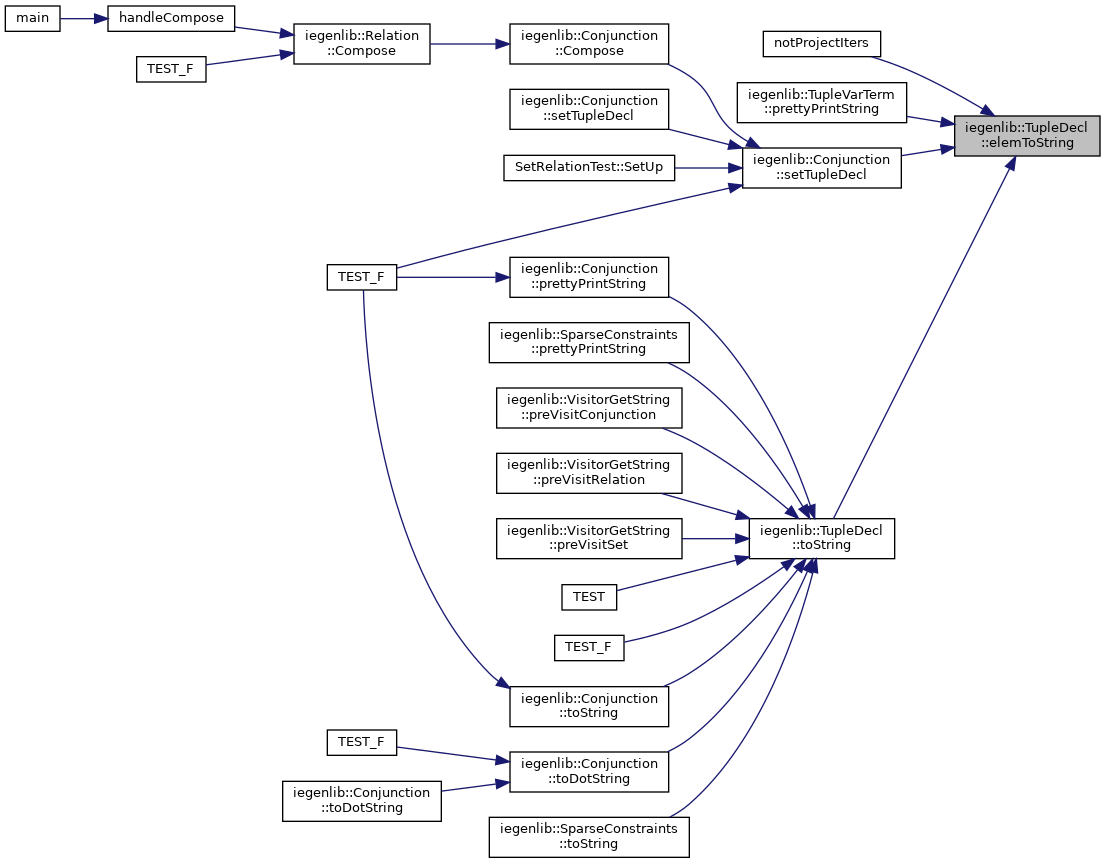 main
handleCompose
TEST_F
iegenlib::Relation
::Compose
iegenlib::Conjunction
::Compose
iegenlib::Conjunction
::setTupleDecl
SetRelationTest::SetUp
notProjectIters
iegenlib::TupleVarTerm
::prettyPrintString
iegenlib::Conjunction
::setTupleDecl
iegenlib::TupleDecl
::elemToString
TEST_F
iegenlib::Conjunction
::prettyPrintString
iegenlib::SparseConstraints
::prettyPrintString
iegenlib::VisitorGetString
::preVisitConjunction
iegenlib::VisitorGetString
::preVisitRelation
iegenlib::VisitorGetString
::preVisitSet
iegenlib::TupleDecl
::toString
TEST
TEST_F
iegenlib::Conjunction
::toString
TEST_F
iegenlib::Conjunction
::toDotString
iegenlib::Conjunction
::toDotString
iegenlib::SparseConstraints
::toString